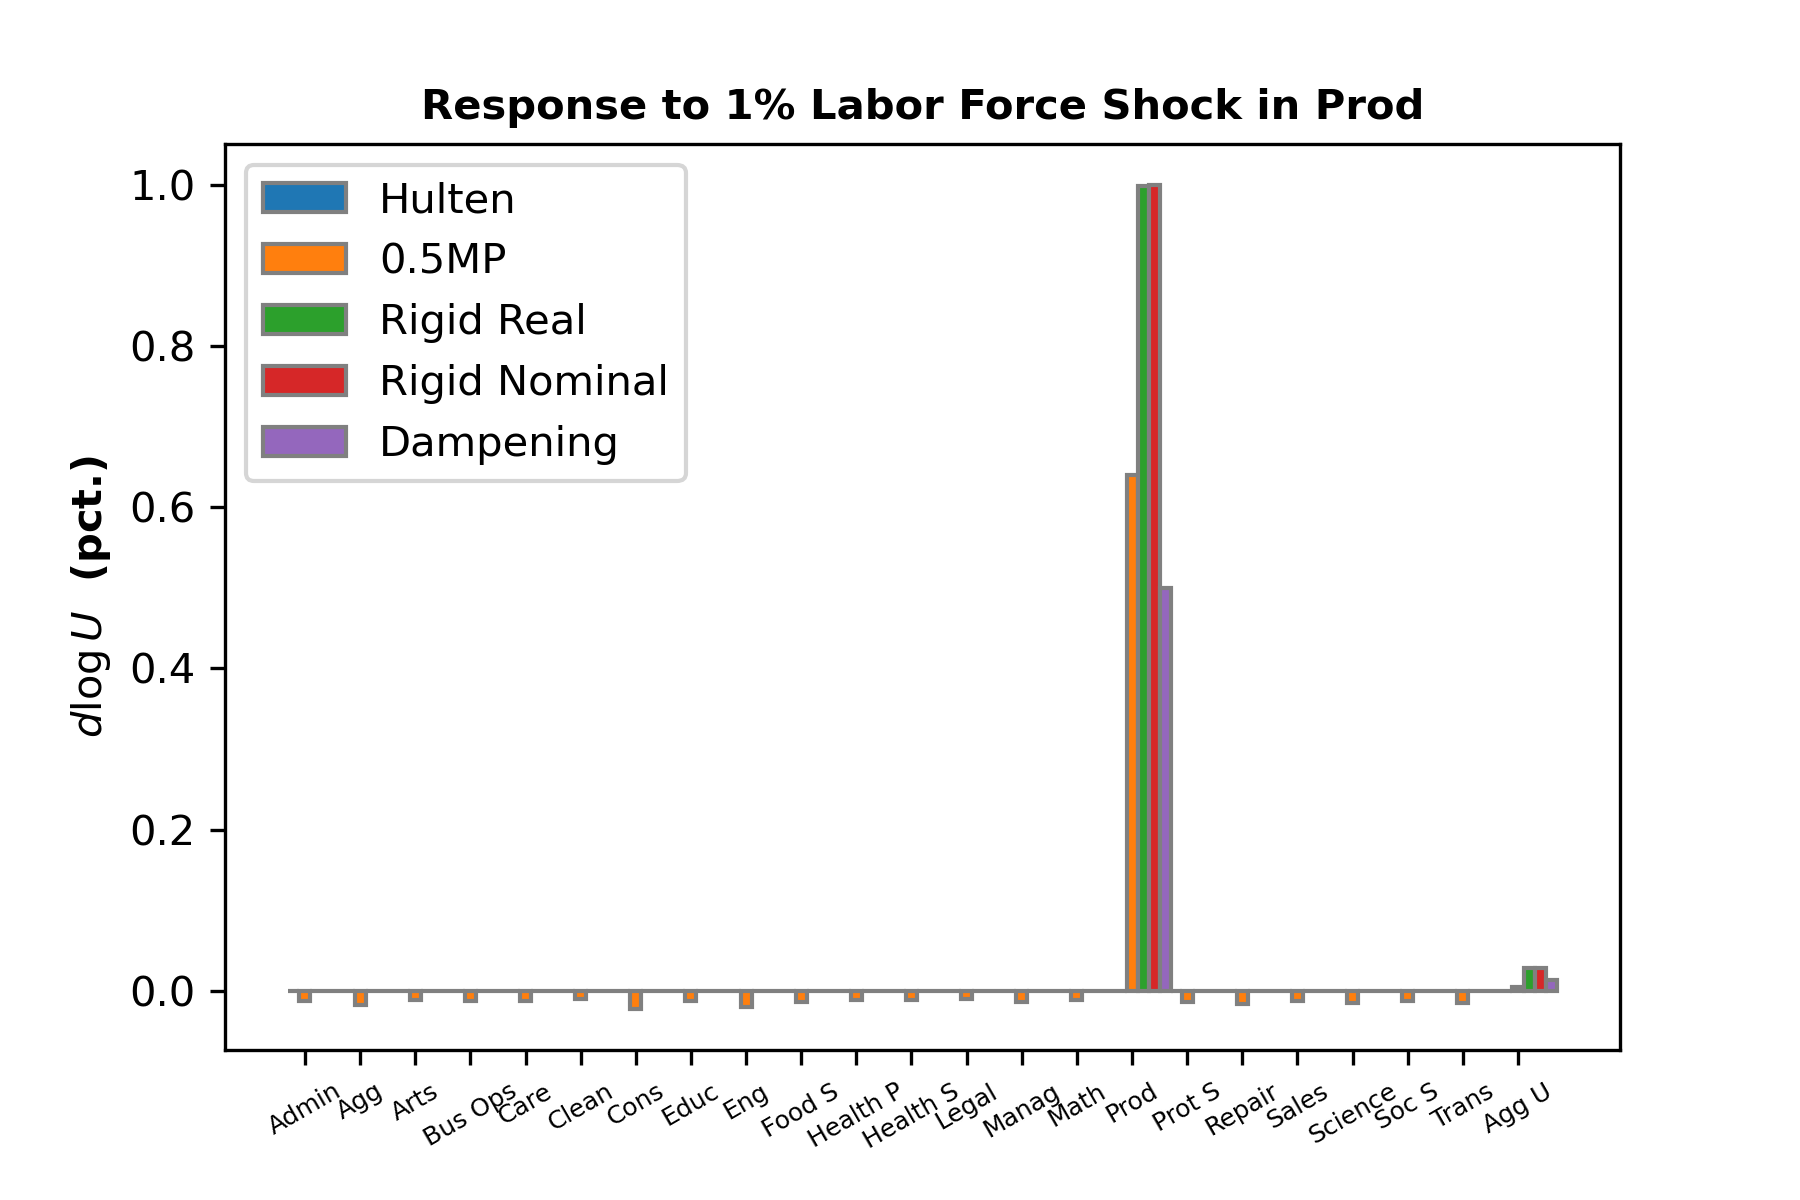 Response to 1% Labor Force Shock in Prod
dlog U (pct.)
1.0
0.8
0.6
0.4
0.2
0.0
Hulten
0.5MP
Rigid Real
Rigid Nominal
Dampening
Admin
Agg
Arts
Bus Ops
Care
Clean
Cons
Educ
Eng
Food S
Health P
Health S
Legal
Manag
Math
Prod
Prot S
Repair
Sales
Science
Soc S
Trans
Agg U